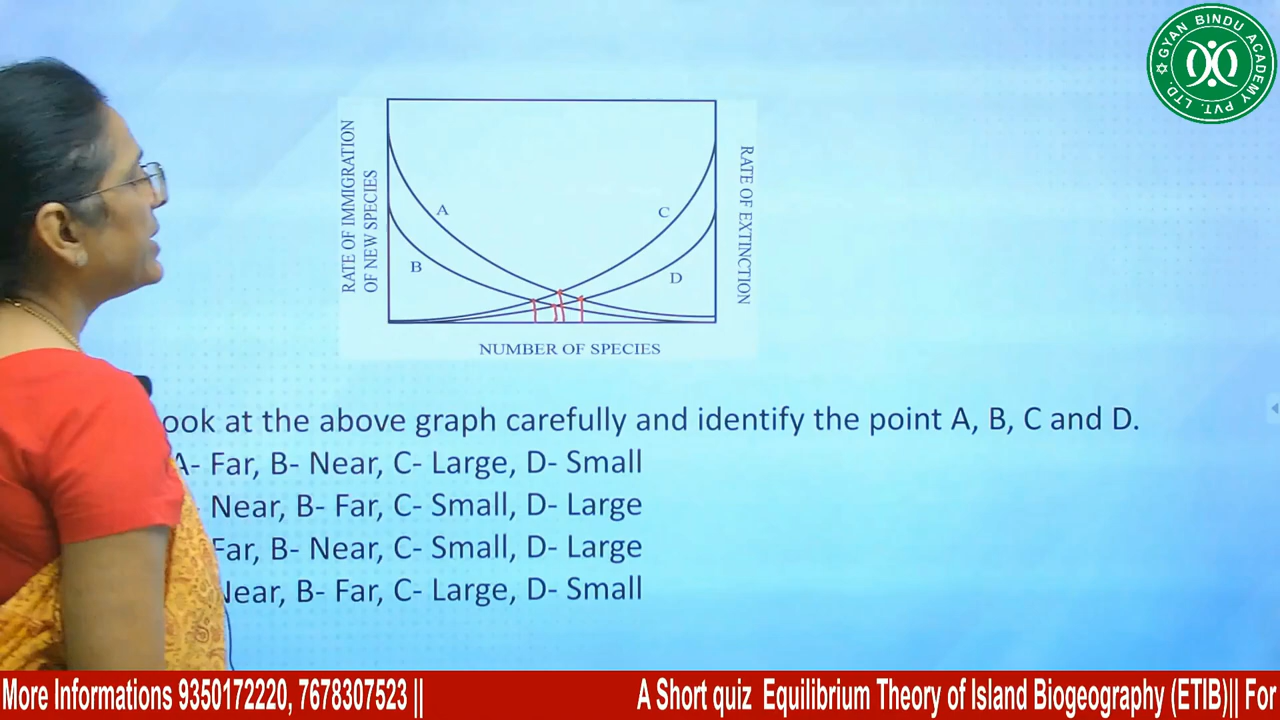 GYAN BINDU ACADEMY PVT. LTD.
RATE OF IMMIGRATION
OF NEW SPECIES
A
B
C
D
RATE OF EXTINCTION
NUMBER OF SPECIES
ook at the above graph carefully and identify the point A, B, C and D.
A- Far, B- Near, C- Large, D- Small
Near, B- Far, C- Small, D- Large
Far, B- Near, C- Small, D- Large
Near, B- Far, C- Large, D- Small
More Informations 9350172220, 7678307523 || A Short quiz Equilibrium Theory of Island Biogeography (ETIB)|| For